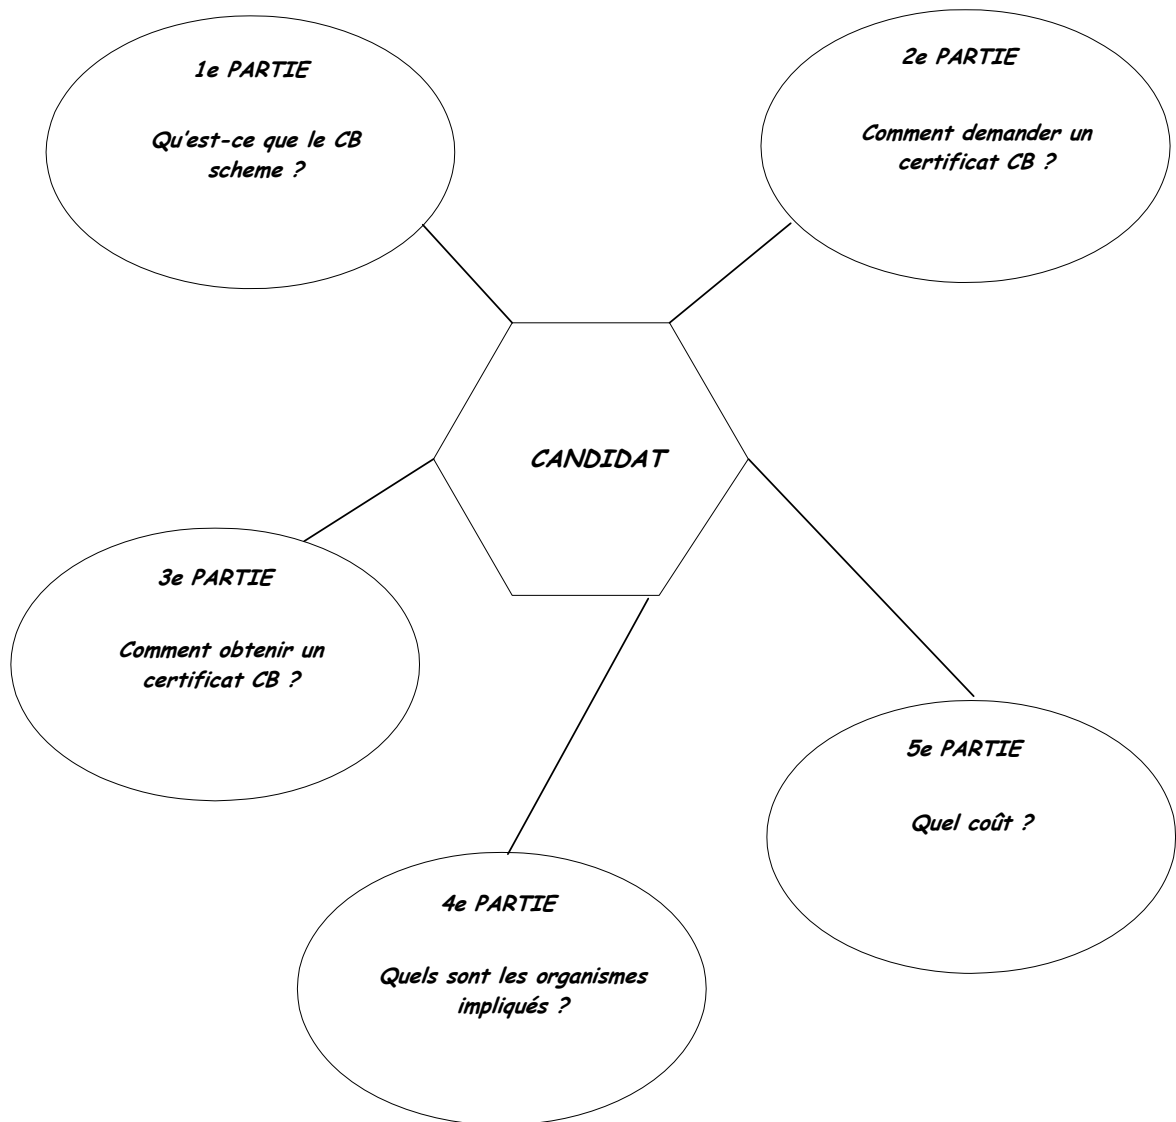 1e PARTIE
Qu'est-ce que le CB
scheme ?
2e PARTIE
Comment demander un
certificat CB ?
CANDIDAT
3e PARTIE
Comment obtenir un
certificat CB ?
4e PARTIE
Quels sont les organismes
impliqués ?
5e PARTIE
Quel coût ?